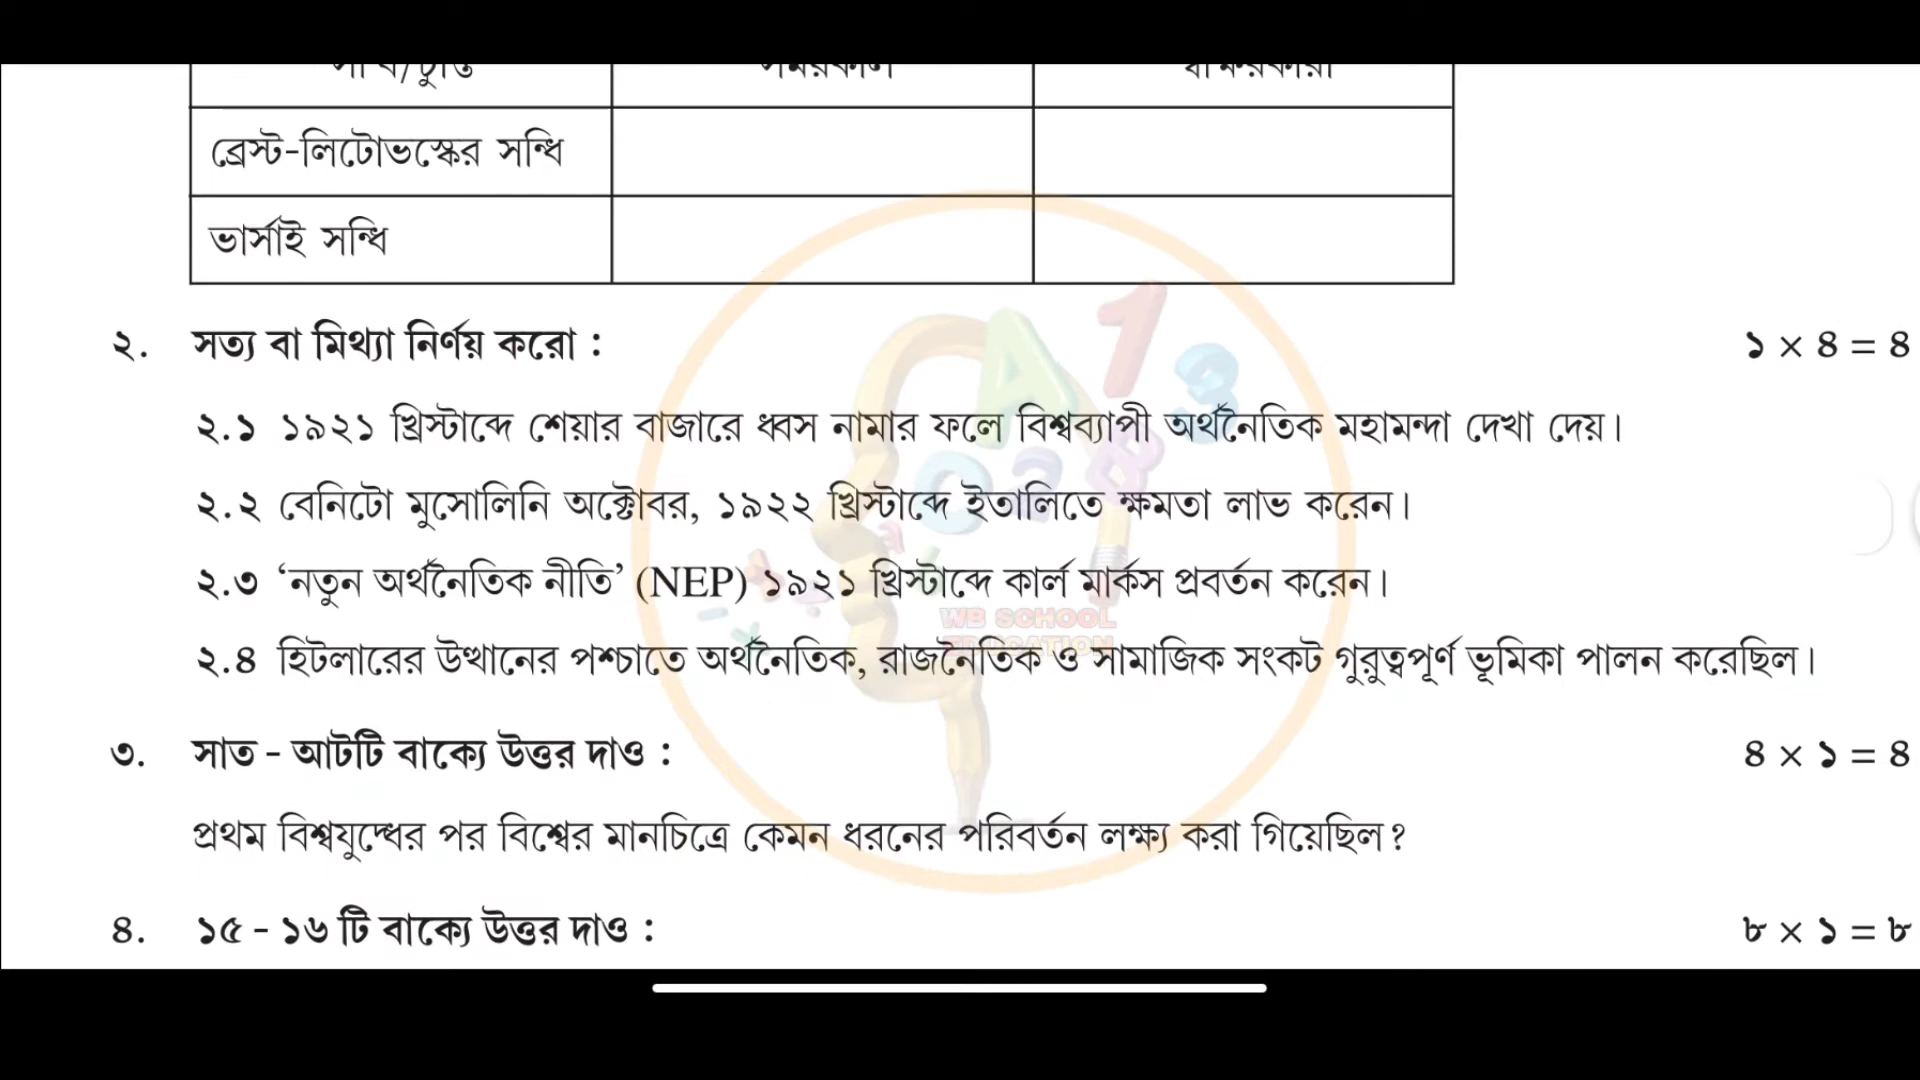 ব্রেস্ট-লিটোভস্কের সন্ধি
ভার্সাই সন্ধি
২. সত্য বা মিথ্যা নির্ণয় করো : ১ × ৪ = ৪
২.১ ১৯২১ খ্রিস্টাব্দে শেয়ার বাজারে ধ্বস নামার ফলে বিশ্বব্যাপী অর্থনৈতিক মহামন্দা দেখা দেয়।
২.২ বেনিটো মুসোলিনি অক্টোবর, ১৯২২ খ্রিস্টাব্দে ইতালিতে ক্ষমতা লাভ করেন।
২.৩ ‘নতুন অর্থনৈতিক নীতি’ (NEP) ১৯২১ খ্রিস্টাব্দে কার্ল মার্কস প্রবর্তন করেন।
WB SCHOOL
EDUCATION
২.৪ হিটলারের উত্থানের পশ্চাতে অর্থনৈতিক, রাজনৈতিক ও সামাজিক সংকট গুরুত্বপূর্ণ ভূমিকা পালন করেছিল।
৩. সাত - আটটি বাক্যে উত্তর দাও : ৪ × ১ = ৪
প্রথম বিশ্বযুদ্ধের পর বিশ্বের মানচিত্রে কেমন ধরনের পরিবর্তন লক্ষ্য করা গিয়েছিল?
৪. ১৫ - ১৬ টি বাক্যে উত্তর দাও : ৮ × ১ = ৮